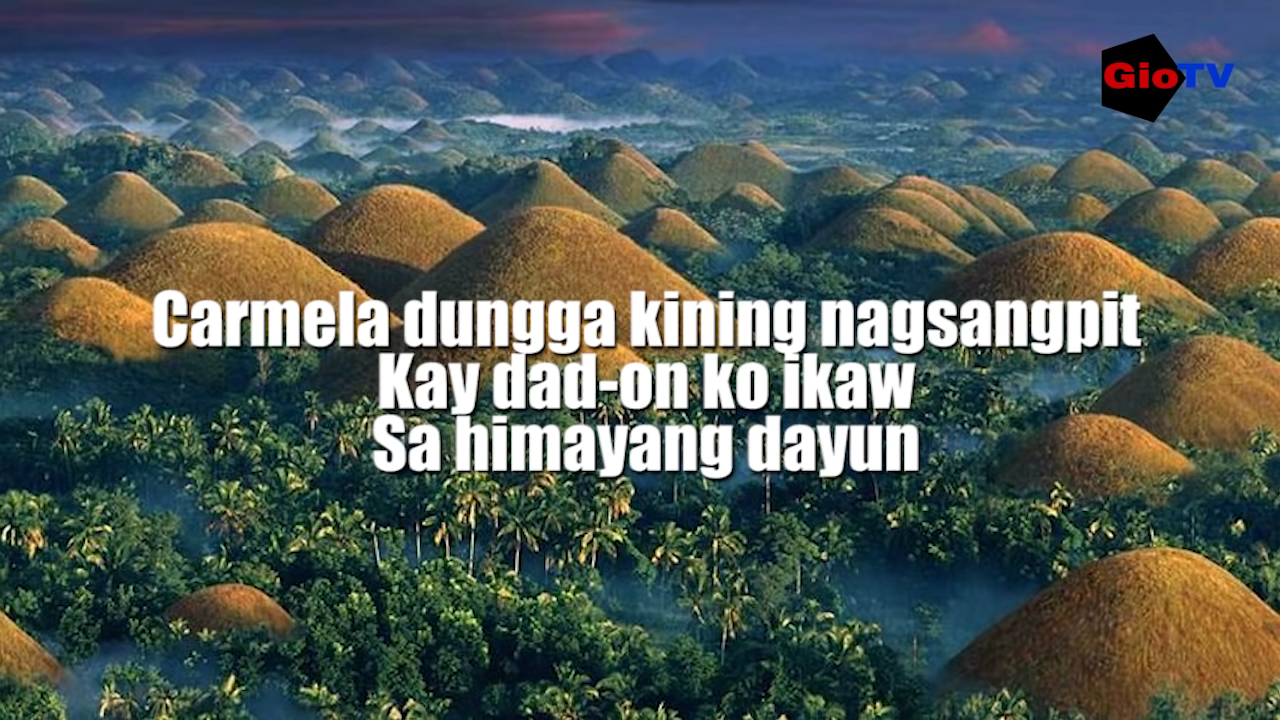 GioTV
Carmela dungga kining nagsangpit
Kay dad-on ko ikaw
Sa himayang dayun